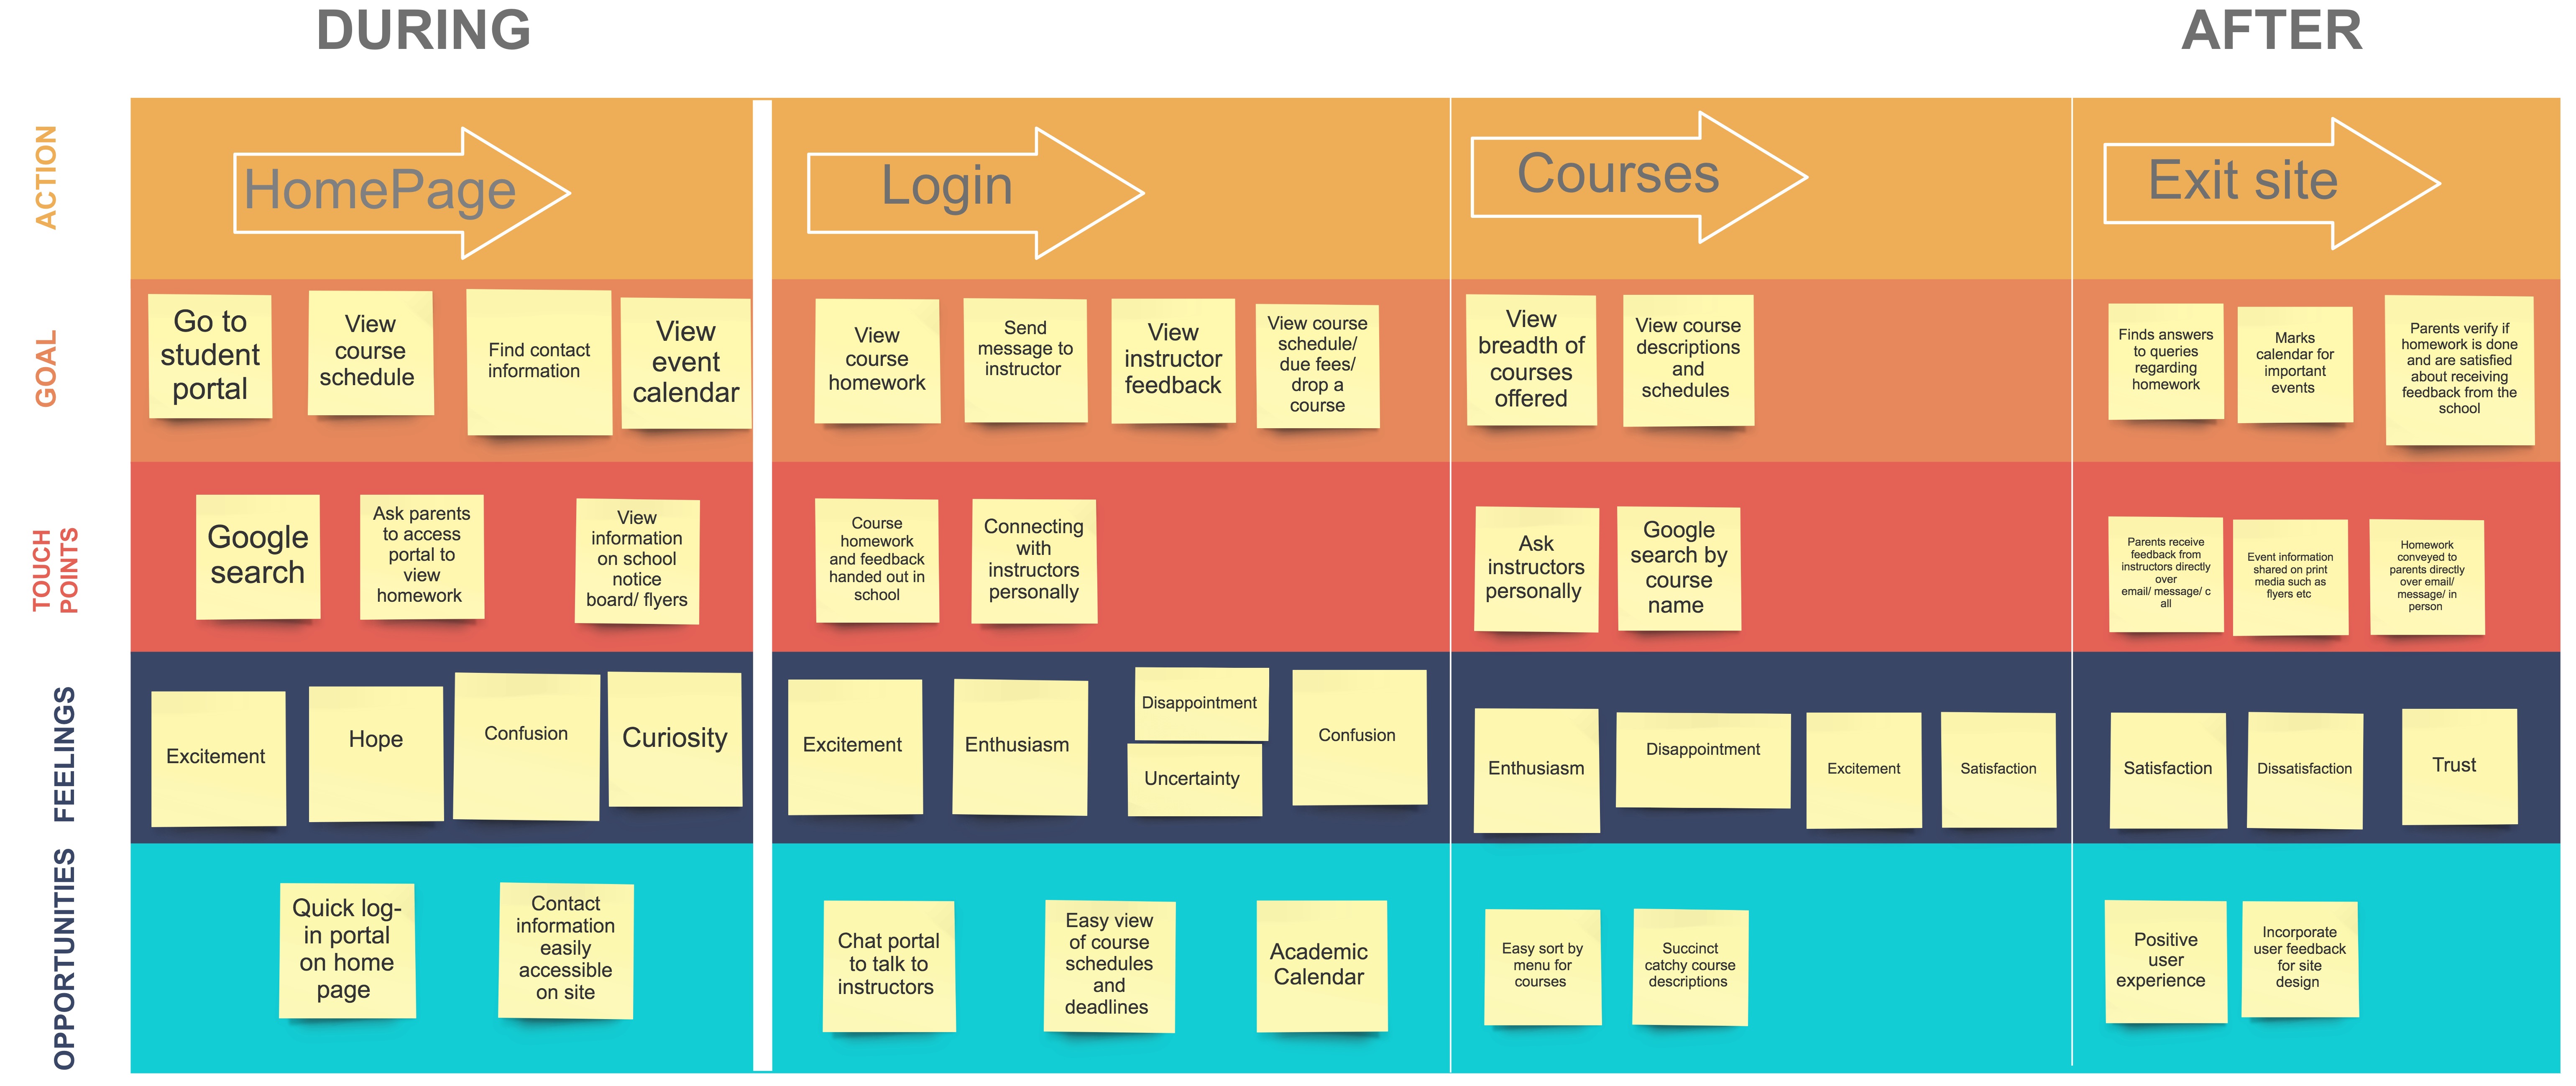 DURING
AFTER
ACTION
HomePage
Login
Courses
Exit site
GOAL
Go to
student
portal
View
course
schedule
Find contact
information
View
event
calendar
View
course
homework
Send
message to
instructor
View
instructor
feedback
View course
schedule/
due fees/
drop a
course
View
breadth of
courses
offered
View course
descriptions
and
schedules
Finds answers
to queries
regarding
homework
Marks
calendar for
important
events
Parents verify if
homework is done
and are satisfied
about receiving
feedback from the
school
TOUCH
POINTS
Google
search
Ask parents
to access
portal to
view
homework
View
information
on school
notice
board/ flyers
Course
homework
and feedback
handed out in
school
Connecting
with
instructors
personally
Ask
instructors
personally
Google
search by
course
name
Parents receive
feedback from
instructors directly
over
email/ message/ c
all
Event information
shared on print
media such as
flyers etc
Homework
conveyed to
parents directly
over email/
message/ in
person
FEELINGS
Excitement
Hope
Confusion
Curiosity
Excitement
Enthusiasm
Disappointment
Uncertainty
Confusion
Enthusiasm
Disappointment
Excitement
Satisfaction
Satisfaction
Dissatisfaction
Trust
OPPORTUNITIES
Quick log-
in portal
on home
page
Contact
information
easily
accessible
on site
Chat portal
to talk to
instructors
Easy view
of course
schedules
and
deadlines
Academic
Calendar
Easy sort by
menu for
courses
Succinct
catchy course
descriptions
Positive
user
experience
Incorporate
user feedback
for site
design